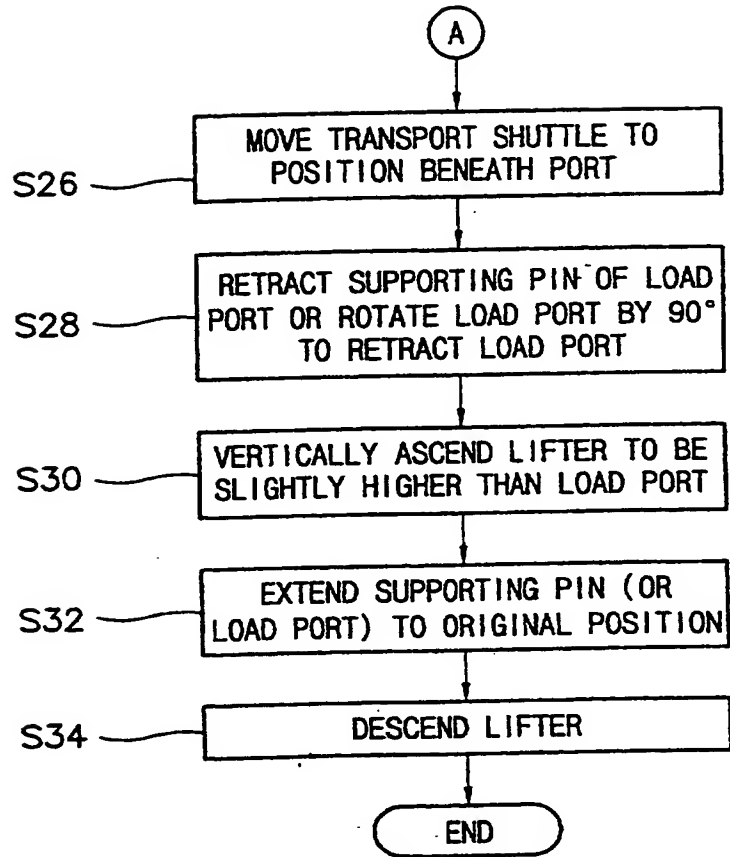 A
MOVE TRANSPORT SHUTTLE TO
POSITION BENEATH PORT
S26
RETRACT SUPPORTING PIN OF LOAD
PORT OR ROTATE LOAD PORT BY 90°
TO RETRACT LOAD PORT
S28
VERTICALLY ASCEND LIFTER TO BE
SLIGHTLY HIGHER THAN LOAD PORT
S30
EXTEND SUPPORTING PIN (OR
LOAD PORT) TO ORIGINAL POSITION
S32
DESCEND LIFTER
S34
END